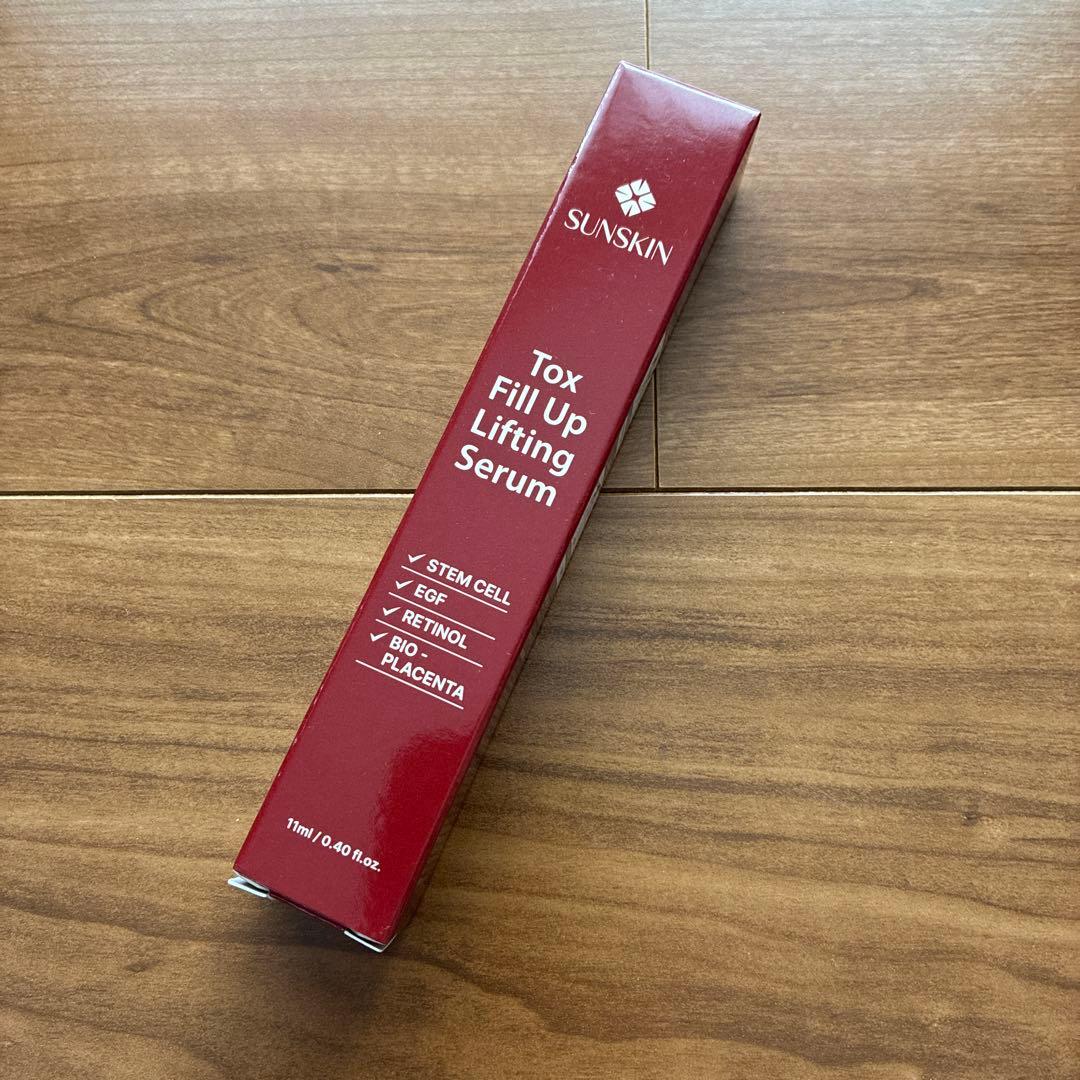 SUNSKIN
Tox
Fill Up
Lifting
Serum
STEM CELL
EGF
RETINOL
BIO -
PLACENTA
11ml / 0.40 fl.oz.